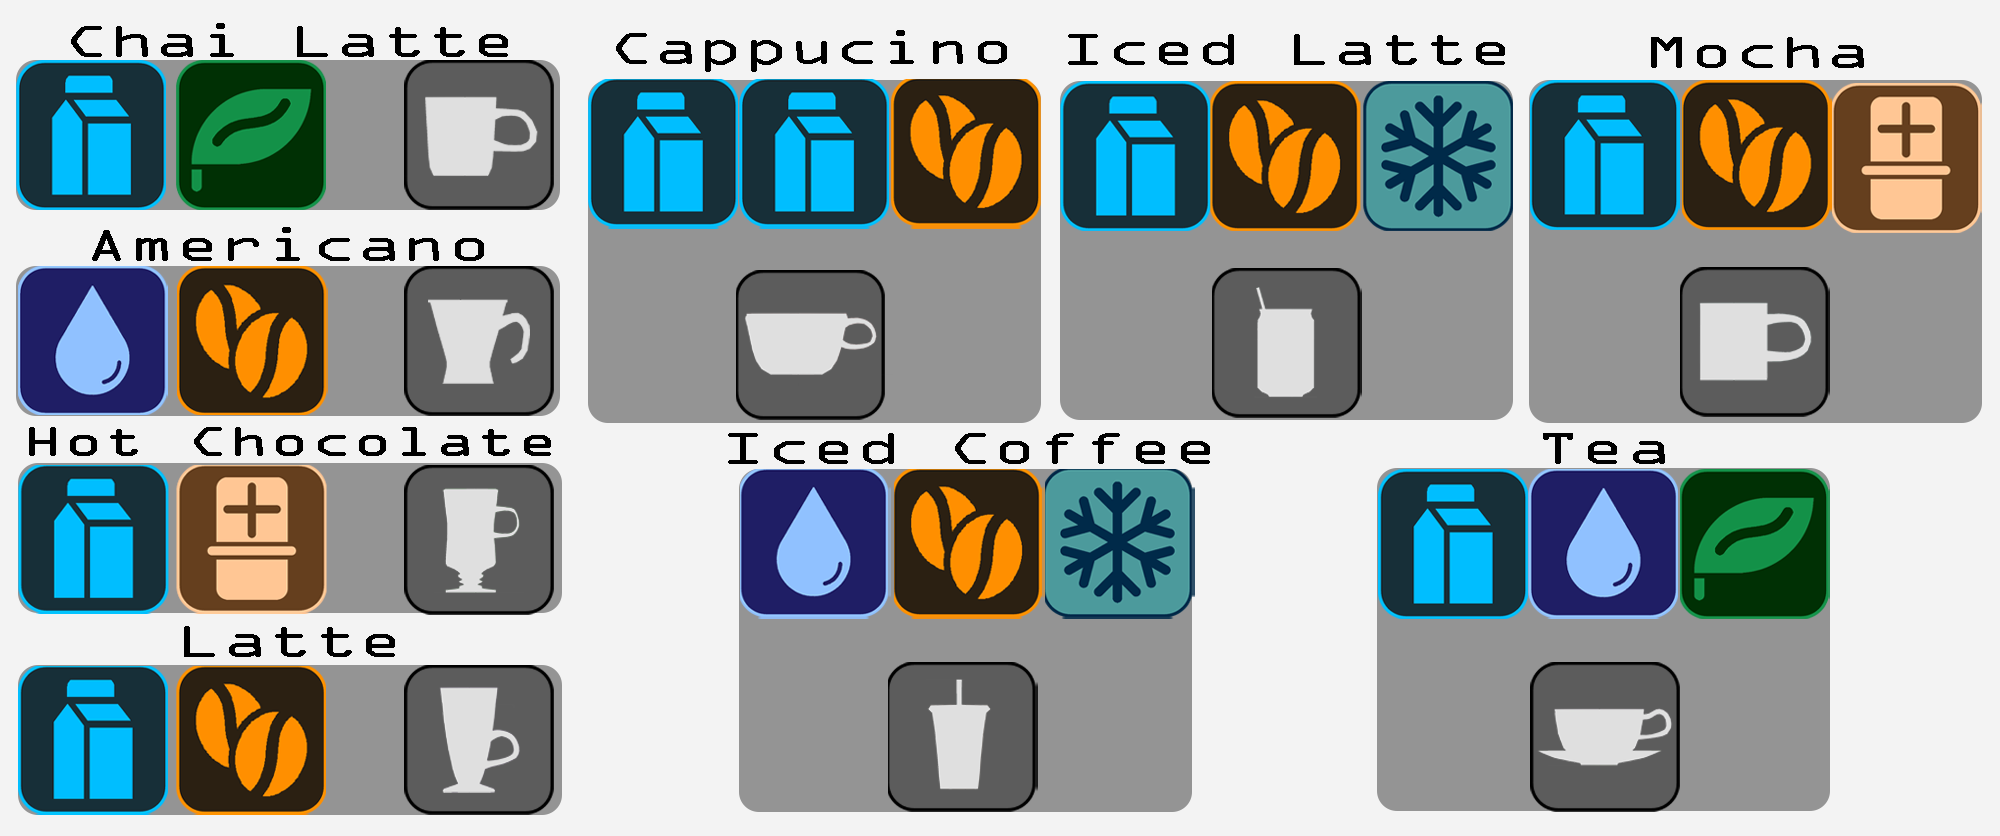 Chai Latte
Cappucino
Iced Latte
Mocha
Americano
Hot Chocolate
Iced Coffee
Tea
Latte